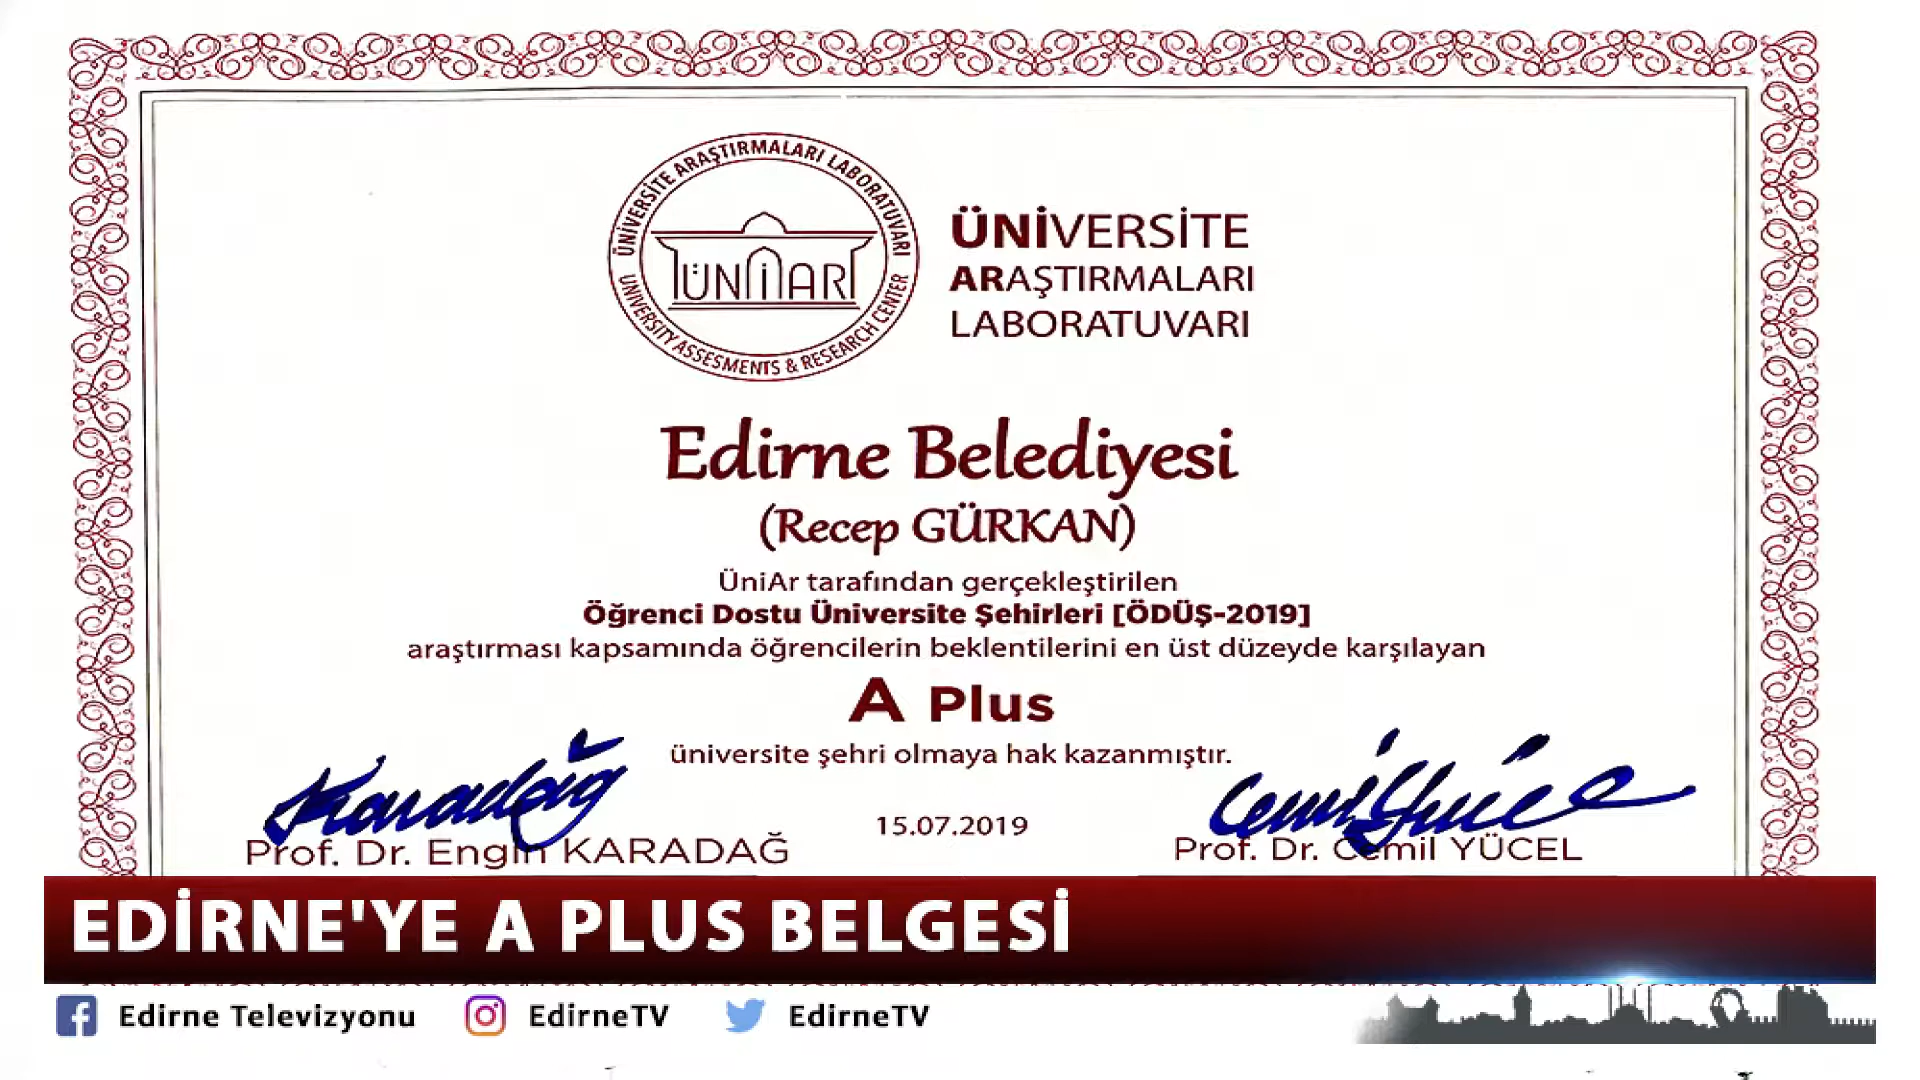 ÜNİVERSİTE ARAŞTIRMALARI LABORATUVARI
ÜNİAR
UNIVERSITY ASSESMENTS & RESEARCH CENTER
ÜNİVERSİTE
ARAŞTIRMALARI
LABORATUVARI
Edirne Belediyesi
(Recep GÜRKAN)
ÜniAr tarafından gerçekleştirilen
Öğrenci Dostu Üniversite Şehirleri [ÖDÜŞ-2019]
araştırması kapsamında öğrencilerin beklentilerini en üst düzeyde karşılayan
A Plus
üniversite şehri olmaya hak kazanmıştır.
Karadağ
Cemil Yücel
15.07.2019
Prof. Dr. Engin KARADAĞ
Prof. Dr. Cemil YÜCEL
EDİRNE'YE A PLUS BELGESİ
Edirne Televizyonu
EdirneTV
EdirneTV